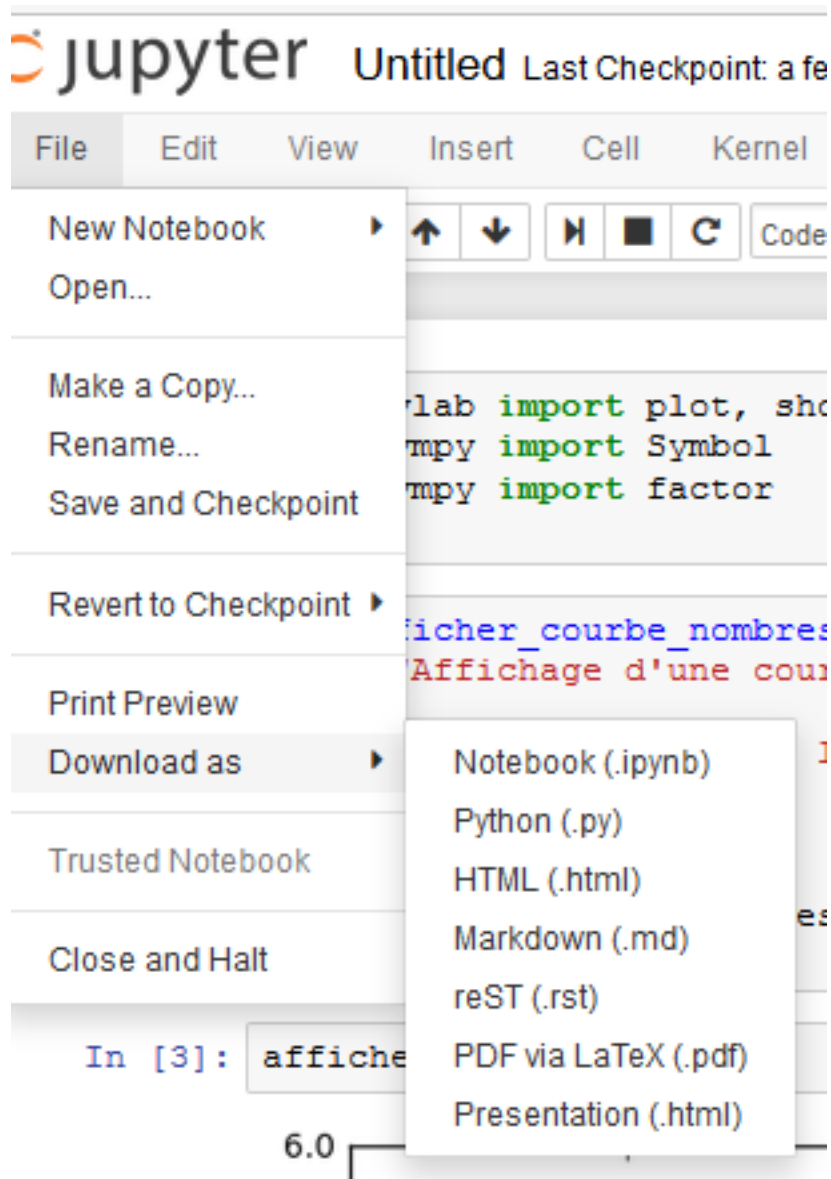 jupyter Untitled Last Checkpoint: a fe
File Edit View Insert Cell Kernel
New Notebook
Code
Open...
Make a Copy...
Rename...
Save and Checkpoint
Revert to Checkpoint
Print Preview
Download as
Trusted Notebook
Close and Halt
ylab import plot, sho
mpy import Symbol
mpy import factor
ficher_courbe_nombres
Affichage d'une cour
Notebook (.ipynb)
Python (.py)
HTML (.html)
Markdown (.md)
reST (.rst)
PDF via LaTeX (.pdf)
Presentation (.html)
es
In [3]: affiche
6.0